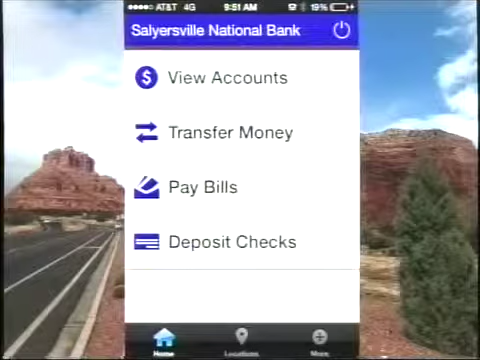 AT&T 4G 9:51 AM 19%
Salyersville National Bank
View Accounts
Transfer Money
Pay Bills
Deposit Checks
Home Locations More